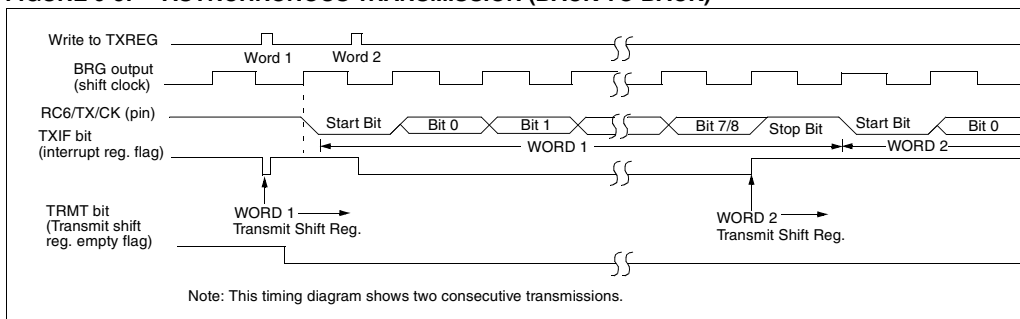 Write to TXREG
Word 1 Word 2
BRG output
(shift clock)
RC6/TX/CK (pin)
Start Bit Bit 0 Bit 1 Bit 7/8 Stop Bit Start Bit Bit 0
TXIF bit
(interrupt reg. flag)
WORD 1 WORD 2
WORD 1
Transmit Shift Reg.
WORD 2
Transmit Shift Reg.
TRMT bit
(Transmit shift
reg. empty flag)
Note: This timing diagram shows two consecutive transmissions.